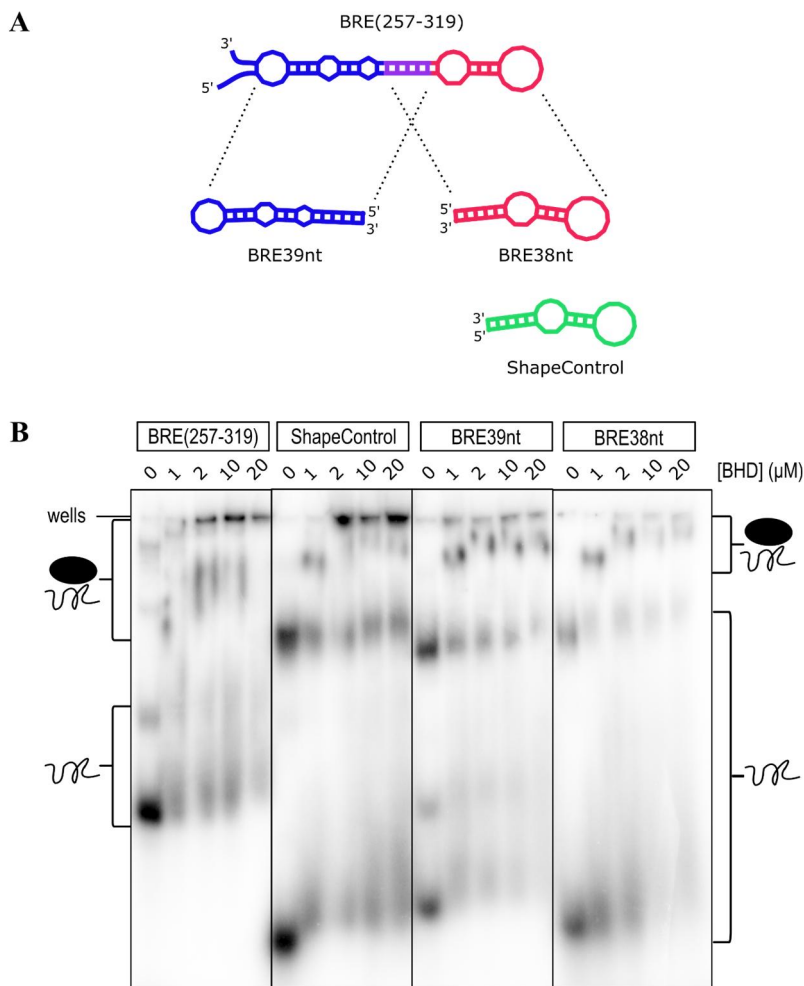 A
BRE(257-319)
3'
5'
5'
3'
BRE39nt
5'
3'
BRE38nt
3'
5'
ShapeControl
B
BRE(257-319) ShapeControl BRE39nt BRE38nt
0 1 2 10 20 0 1 2 10 20 0 1 2 10 20 0 1 2 10 20 [BHD] (µM)
wells